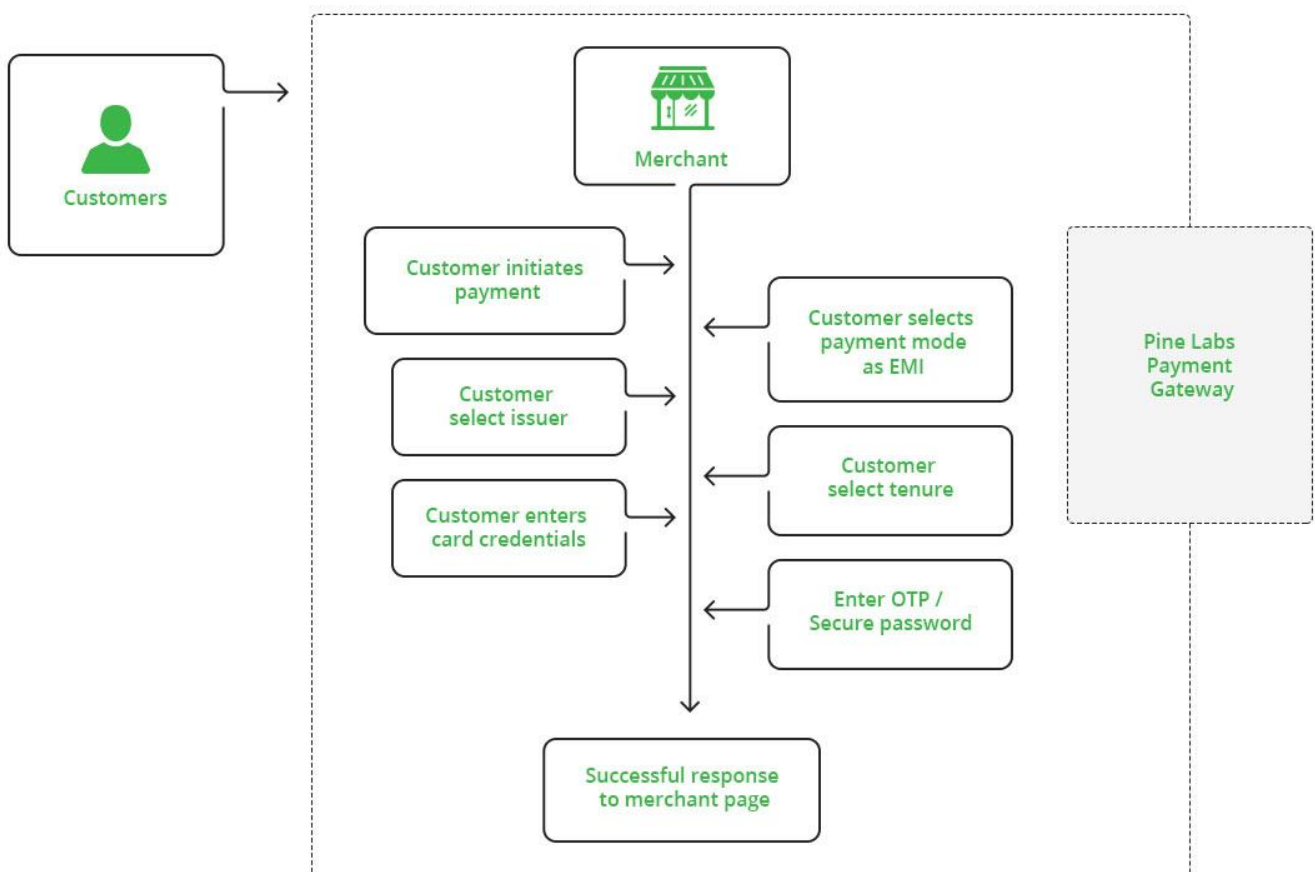 Customers
Merchant
Customer initiates
payment
Customer selects
payment mode
as EMI
Customer
select issuer
Customer
select tenure
Customer enters
card credentials
Enter OTP /
Secure password
Successful response
to merchant page
Pine Labs
Payment
Gateway